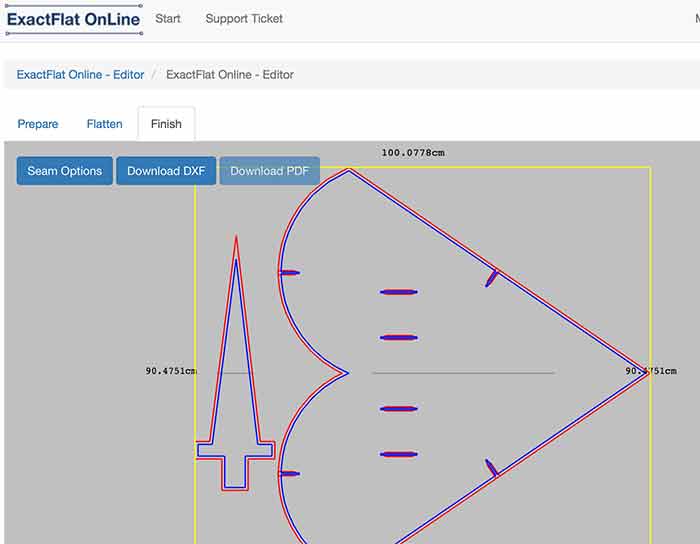 ExactFlat OnLine Start Support Ticket M
ExactFlat Online - Editor / ExactFlat Online - Editor
Prepare Flatten Finish
100.0778cm
Seam Options Download DXF Download PDF
90.4751cm 90.4751cm